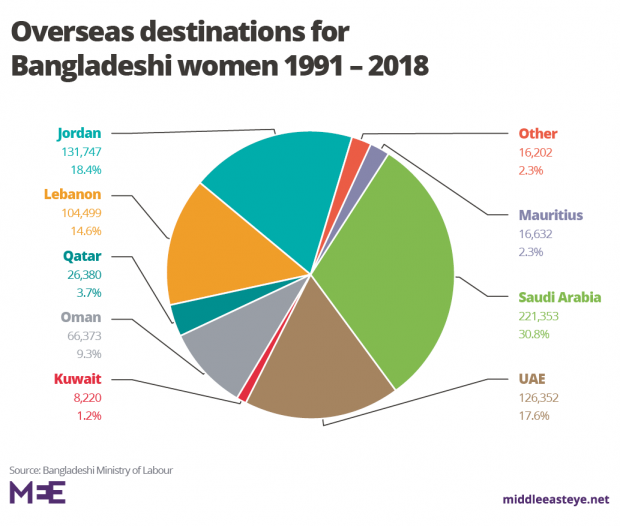 Overseas destinations for
Bangladeshi women 1991 – 2018
Jordan
131,747
18.4%
Lebanon
104,499
14.6%
Qatar
26,380
3.7%
Oman
66,373
9.3%
Kuwait
8,220
1.2%
Other
16,202
2.3%
Mauritius
16,632
2.3%
Saudi Arabia
221,353
30.8%
UAE
126,352
17.6%
Source: Bangladeshi Ministry of Labour
MEE
middleeasteye.net